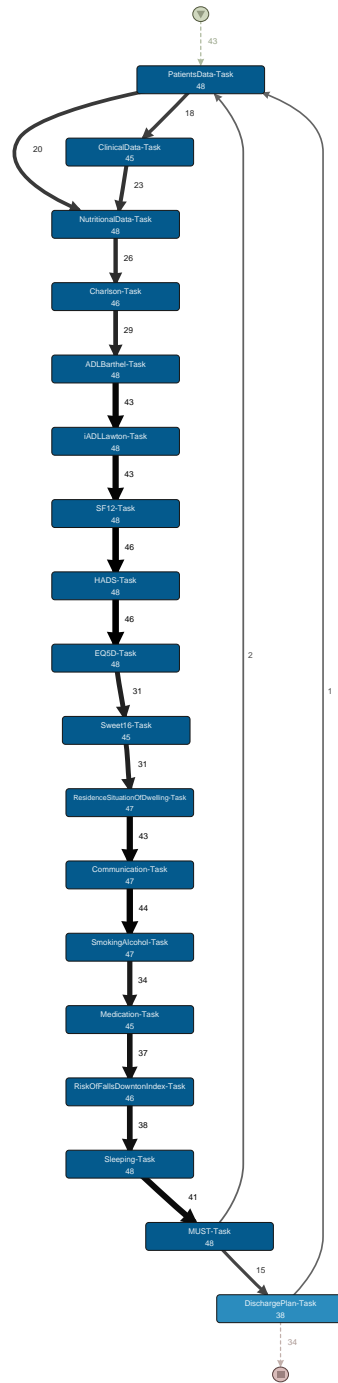 43
PatientsData-Task
48
18
20
ClinicalData-Task
45
23
NutritionalData-Task
48
26
Charlson-Task
46
29
ADLBarthel-Task
48
43
iADLLawton-Task
48
43
SF12-Task
48
46
HADS-Task
48
46
EQ5D-Task
48
31
2
1
Sweet16-Task
45
31
ResidenceSituationOfDwelling-Task
47
43
Communication-Task
47
44
SmokingAlcohol-Task
47
34
Medication-Task
45
37
RiskOfFallsDowntonIndex-Task
46
38
Sleeping-Task
48
41
MUST-Task
48
15
DischargePlan-Task
38
34